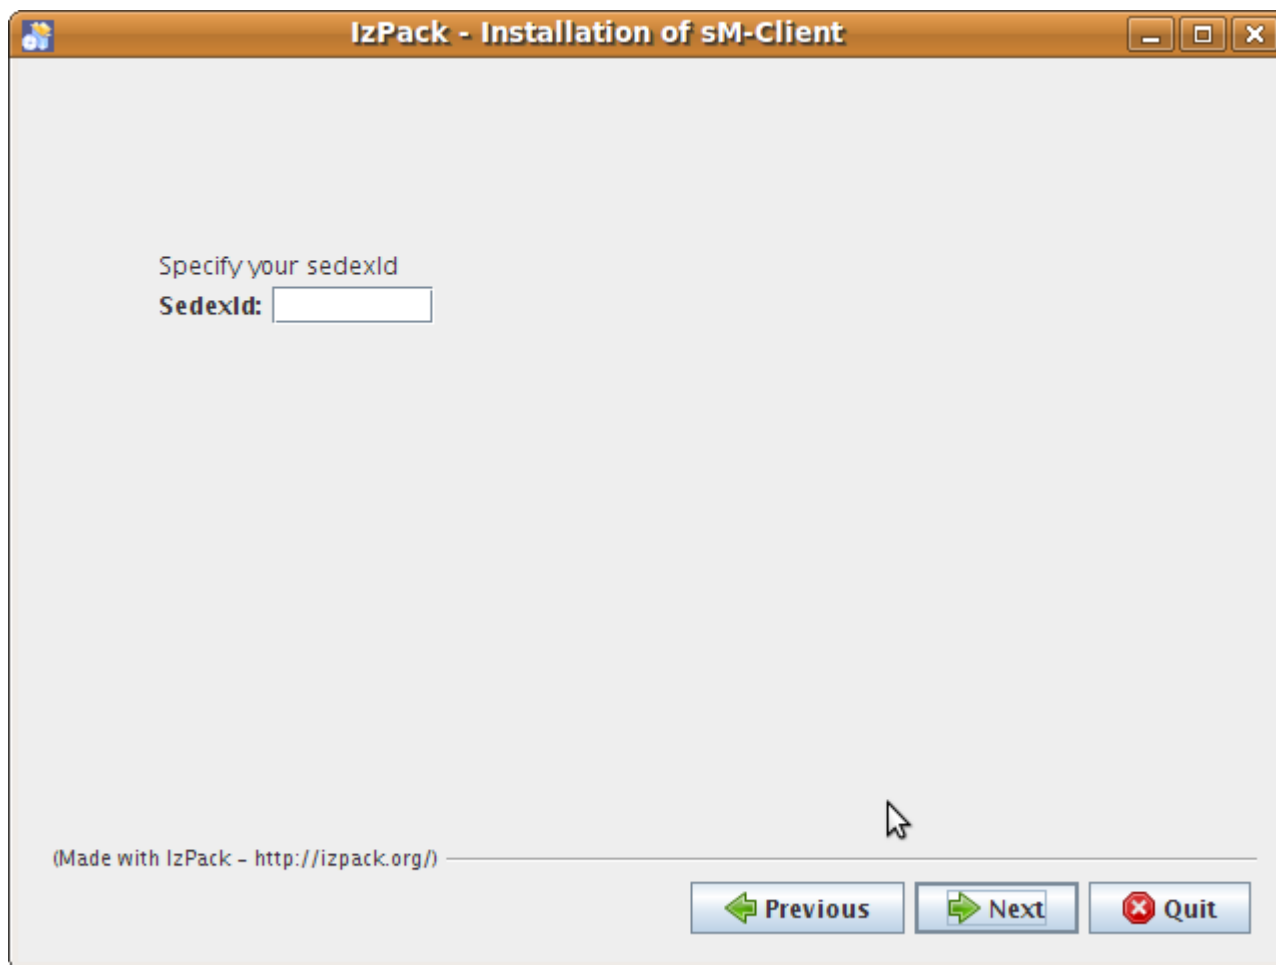 IzPack - Installation of sM-Client
Specify your sedexId
SedexId:
(Made with IzPack - http://izpack.org/)
Previous Next Quit